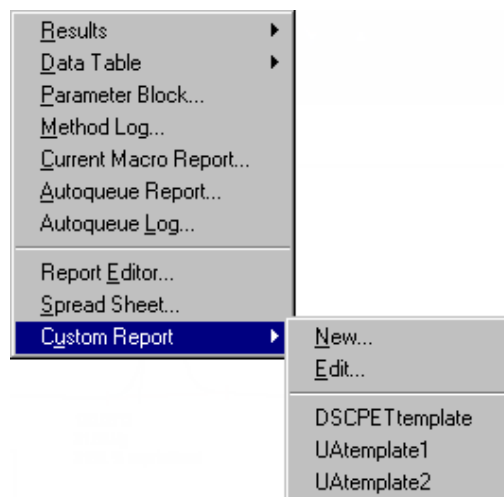 Results
Data Table
Parameter Block...
Method Log...
Current Macro Report...
Autoqueue Report...
Autoqueue Log...
Report Editor...
Spread Sheet...
Custom Report
New...
Edit...
DSCPETtemplate
UAtemplate1
UAtemplate2